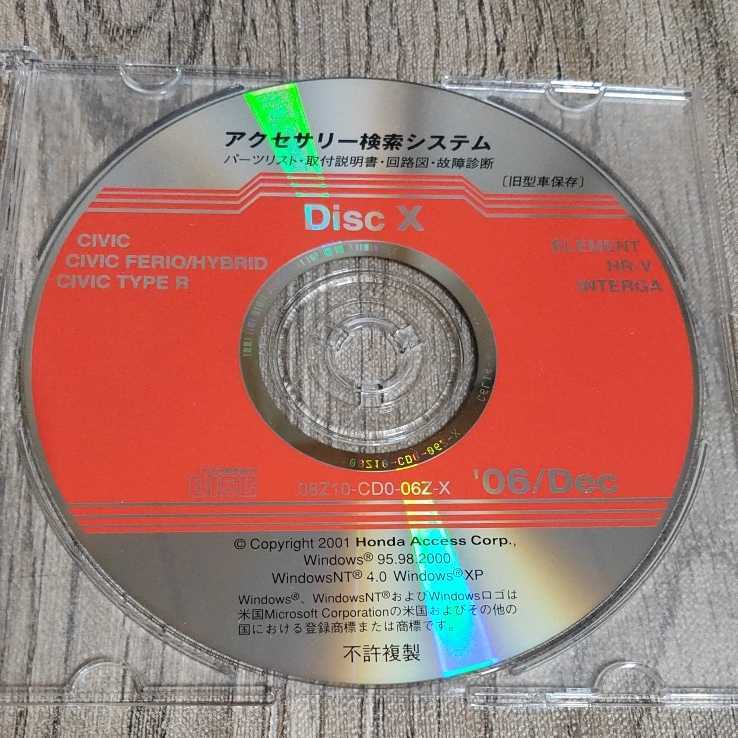 アクセサリー検索システム
パーツリスト・取付説明書・回路図・故障診断
〔旧型車保存〕
Disc X
CIVIC
CIVIC FERIO/HYBRID
CIVIC TYPE R
ELEMENT
HR-V
INTERGA
08Z10-CD0-06Z-X
'06/Dec
© Copyright 2001 Honda Access Corp.,
Windows® 95.98.2000
WindowsNT® 4.0 Windows® XP
Windows®、WindowsNT®およびWindowsロゴは
米国Microsoft Corporationの米国およびその他の
国における登録商標または商標です。
不許複製